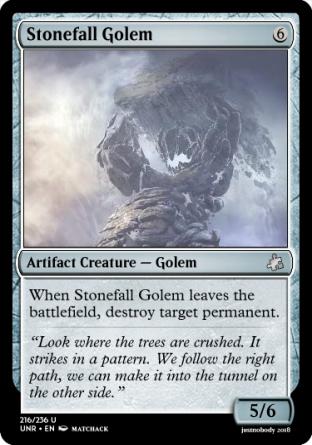 Stonefall Golem 6
Artifact Creature — Golem
When Stonefall Golem leaves the
battlefield, destroy target permanent.
“Look where the trees are crushed. It
strikes in a pattern. We follow the right
path, we can make it into the tunnel on
the other side.”
5/6
216/236 U
UNR • EN MATCHACK
justnobody 2018